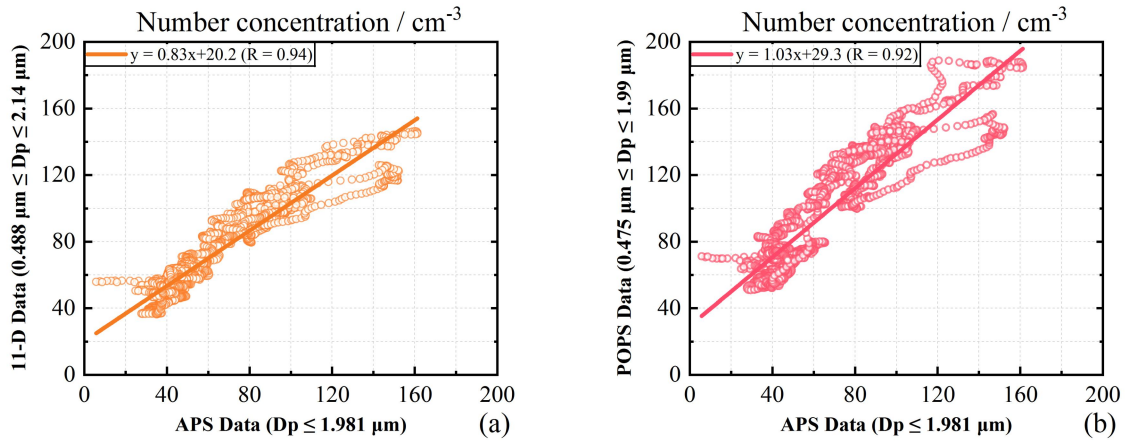 Number concentration / cm-3
y = 0.83x+20.2 (R = 0.94)
11-D Data (0.488 μm ≤ Dp ≤ 2.14 μm)
200
160
120
80
40
0
0 40 80 120 160 200
APS Data (Dp ≤ 1.981 μm)
(a)
Number concentration / cm-3
y = 1.03x+29.3 (R = 0.92)
POPS Data (0.475 μm ≤ Dp ≤ 1.99 μm)
200
160
120
80
40
0
0 40 80 120 160 200
APS Data (Dp ≤ 1.981 μm)
(b)